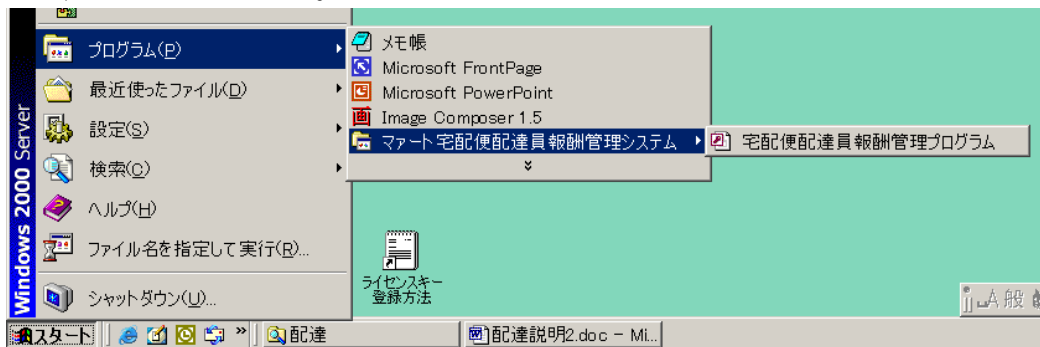 Windows 2000 Server
プログラム(P)
最近使ったファイル(D)
設定(S)
検索(C)
ヘルプ(H)
ファイル名を指定して実行(R)...
シャットダウン(U)...
メモ帳
Microsoft FrontPage
Microsoft PowerPoint
画 Image Composer 1.5
マァート宅配便配達員報酬管理システム
宅配便配達員報酬管理プログラム
ライセンスキー
登録方法
A般
スタート
配達
配達説明2.doc - Mi...